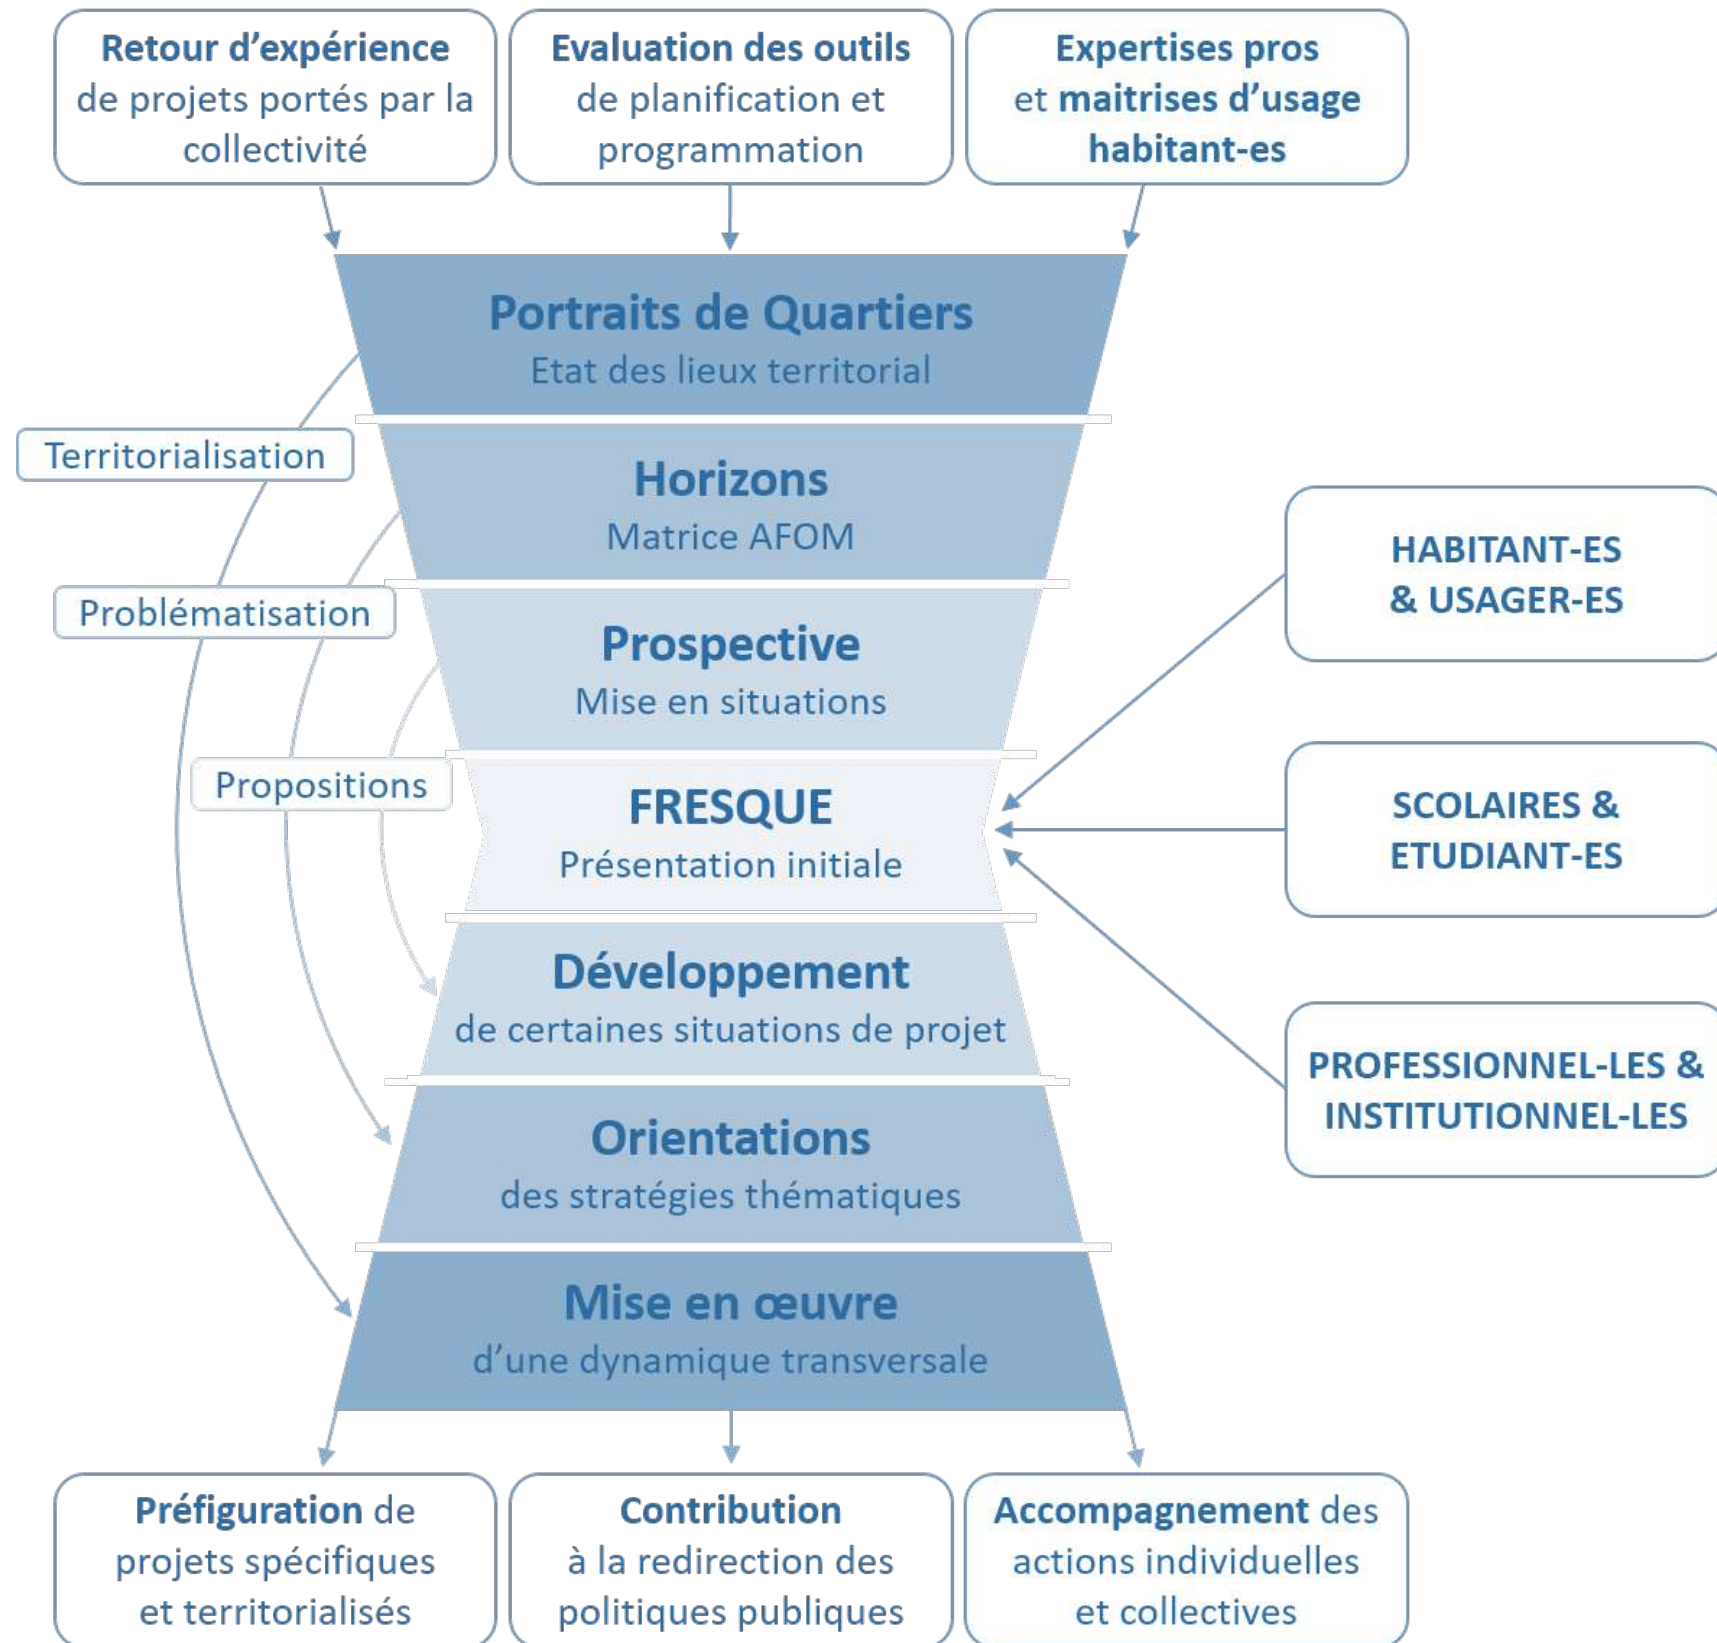 Retour d’expérience
de projets portés par la
collectivité
Evaluation des outils
de planification et
programmation
Expertises pros
et maitrises d’usage
habitant-es
Portraits de Quartiers
Etat des lieux territorial
Territorialisation
Horizons
Matrice AFOM
Problématisation
Prospective
Mise en situations
Propositions
FRESQUE
Présentation initiale
HABITANT-ES
& USAGER-ES
SCOLAIRES &
ETUDIANT-ES
PROFESSIONNEL-LES &
INSTITUTIONNEL-LES
Développement
de certaines situations de projet
Orientations
des stratégies thématiques
Mise en œuvre
d’une dynamique transversale
Préfiguration de
projets spécifiques
et territorialisés
Contribution
à la redirection des
politiques publiques
Accompagnement des
actions individuelles
et collectives